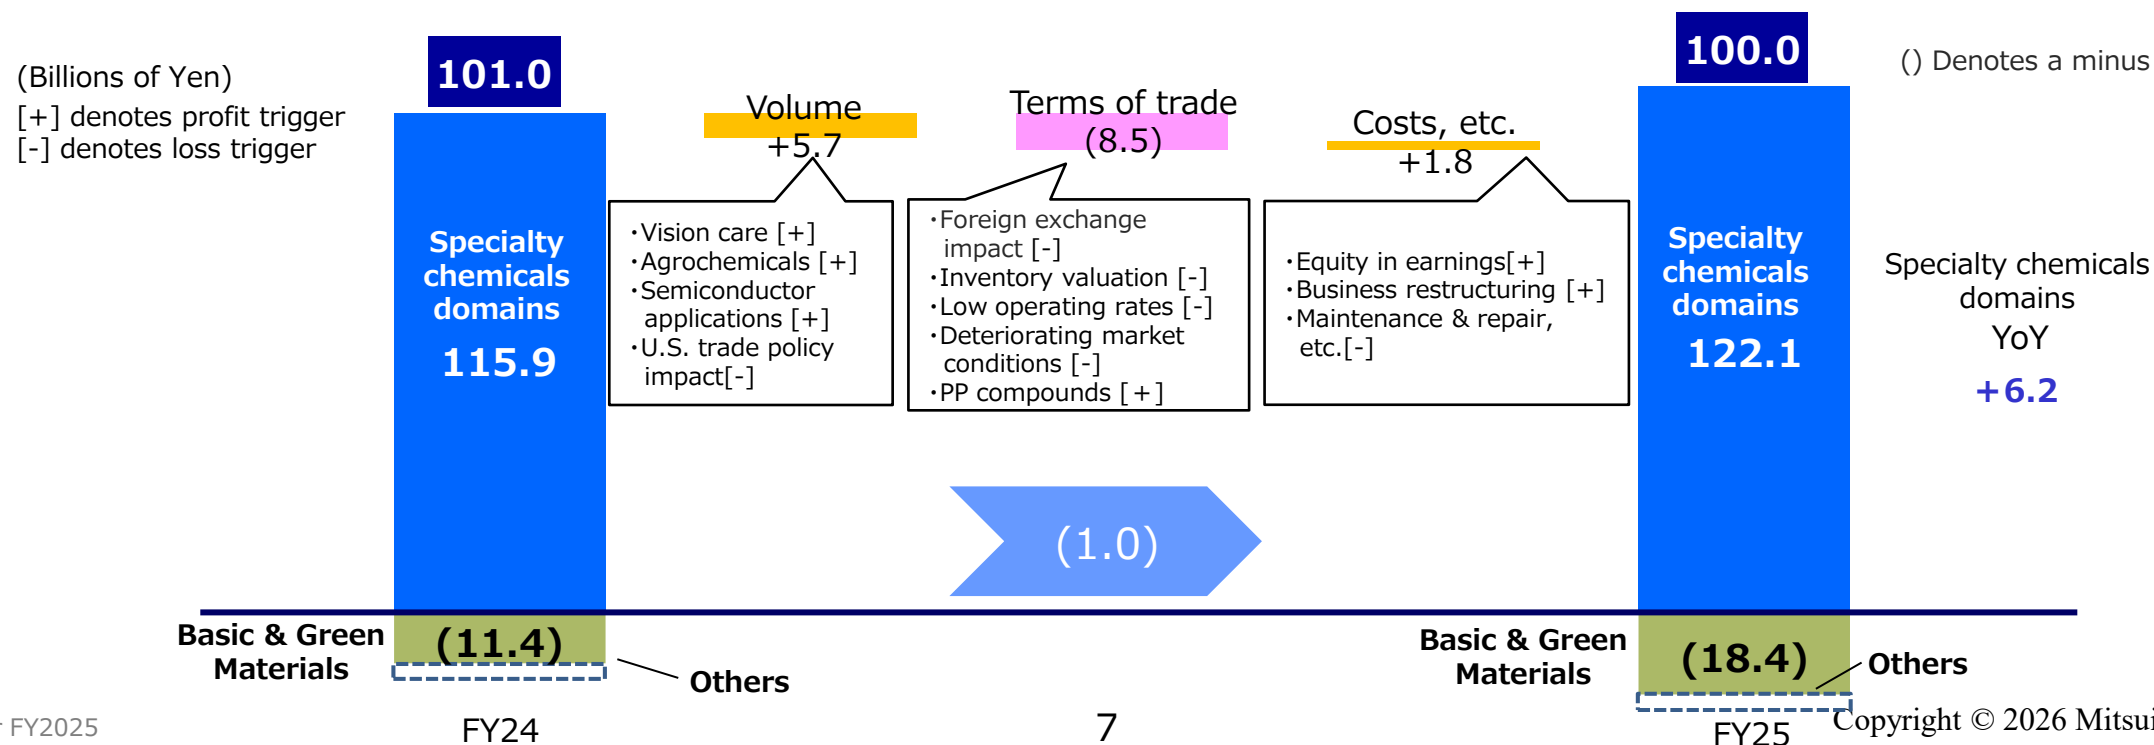 (Billions of Yen)
[+] denotes profit trigger
[-] denotes loss trigger
101.0
Specialty
chemicals
domains
115.9
Volume
+5.7
・Vision care [+]
・Agrochemicals [+]
・Semiconductor
applications [+]
・U.S. trade policy
impact[-]
Terms of trade
(8.5)
・Foreign exchange
impact [-]
・Inventory valuation [-]
・Low operating rates [-]
・Deteriorating market
conditions [-]
・PP compounds [+]
Costs, etc.
+1.8
・Equity in earnings[+]
・Business restructuring [+]
・Maintenance & repair,
etc.[-]
100.0
Specialty
chemicals
domains
122.1
() Denotes a minus
Specialty chemicals
domains
YoY
+6.2
(1.0)
Basic & Green
Materials
(11.4)
Others
Basic & Green
Materials
(18.4)
Others
FY24
FY25
FY2025
7
Copyright © 2026 Mitsui